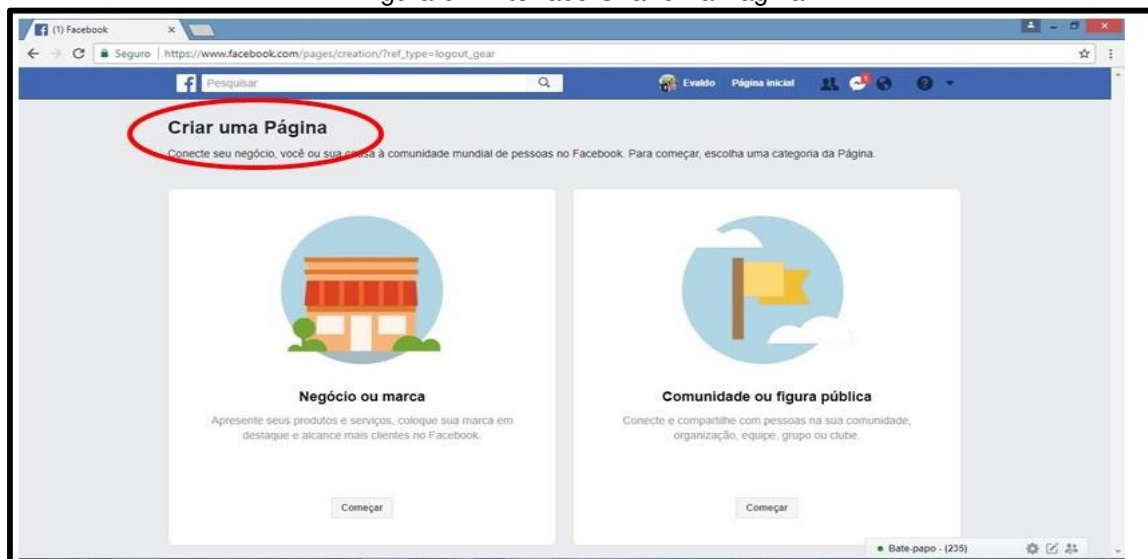 (1) Facebook
Seguro | https://www.facebook.com/pages/creation/?ref_type=logout_gear
Pesquisar
Evaldo Página inicial
Criar uma Página
Conecte seu negócio, você ou sua causa à comunidade mundial de pessoas no Facebook. Para começar, escolha uma categoria da Página.
Negócio ou marca
Apresente seus produtos e serviços, coloque sua marca em
destaque e alcance mais clientes no Facebook.
Começar
Comunidade ou figura pública
Conecte e compartilhe com pessoas na sua comunidade,
organização, equipe, grupo ou clube.
Começar
Bate-papo - (235)